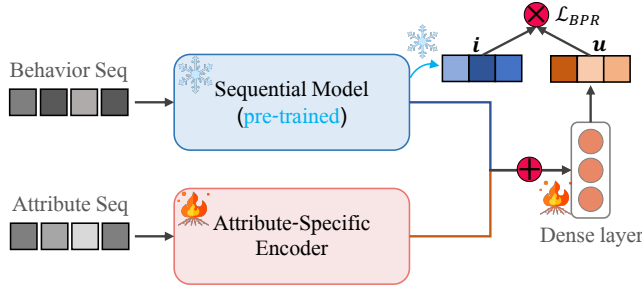 Behavior Seq
Sequential Model
(pre-trained)
i
u
ℒ_BPR
Attribute Seq
Attribute-Specific
Encoder
Dense layer